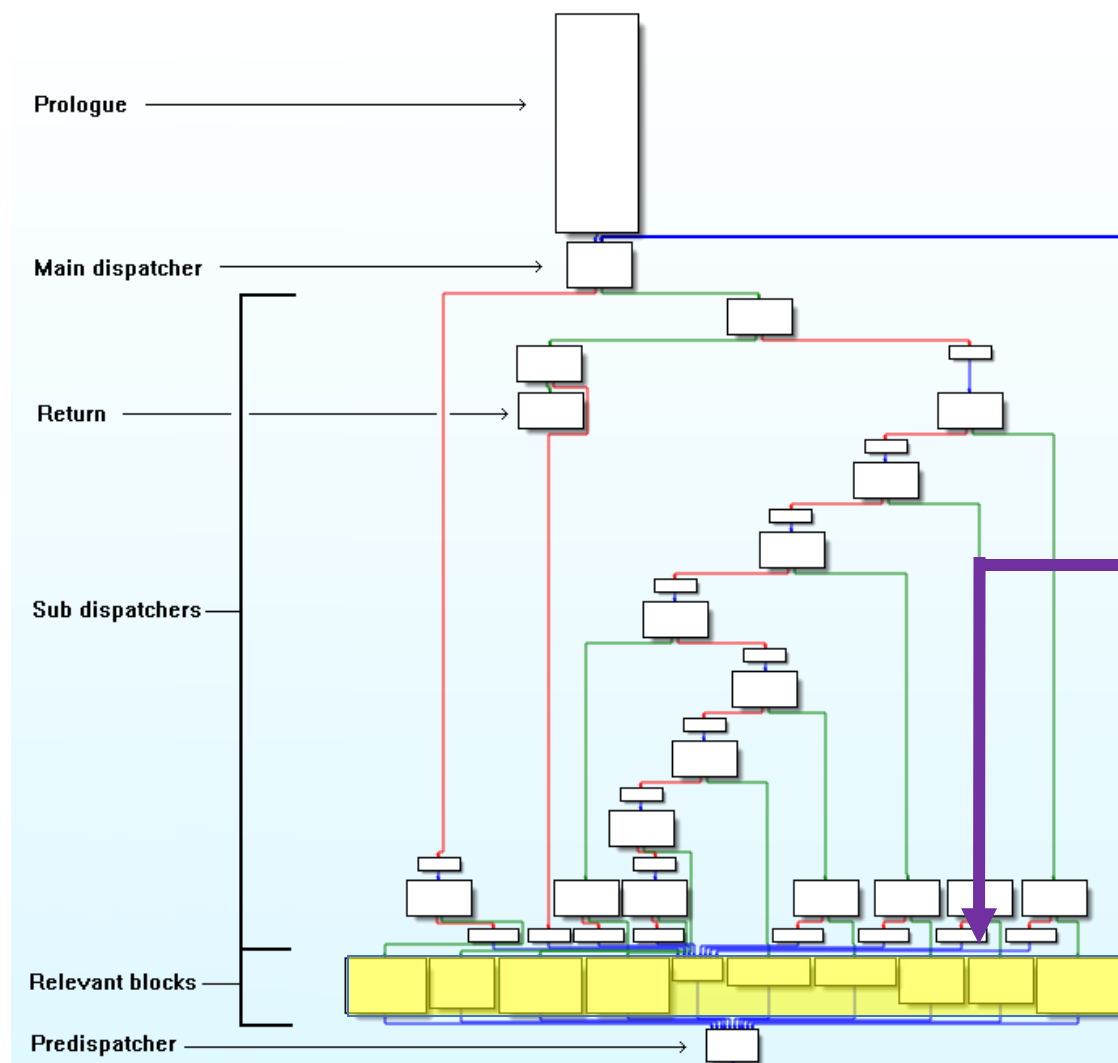 Prologue
Main dispatcher
Return
Sub dispatchers
Relevant blocks
Predispatcher